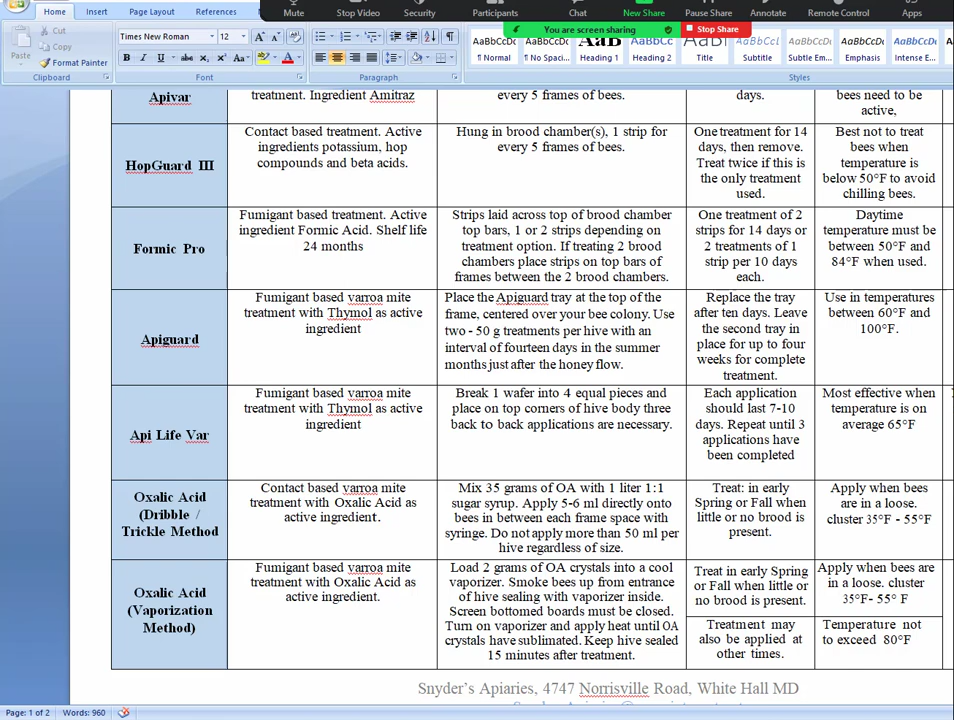 Home Insert Page Layout References
Mute Stop Video Security Participants Chat New Share Pause Share Annotate Remote Control Apps
You are screen sharing Stop Share
Cut
Copy
Paste Format Painter
Clipboard
Times New Roman 12
Font
Paragraph
AaBbCcDc AaBbCcDc AaBb AaBbCc AaBb AaBbCcL AaBbCcDc AaBbCcDc AaBbCcDc
¶ Normal ¶ No Spaci... Heading 1 Heading 2 Title Subtitle Subtle Em... Emphasis Intense E...
Styles
Apivar
treatment. Ingredient Amitraz
every 5 frames of bees.
days.
bees need to be
active,
HopGuard III
Contact based treatment. Active
ingredients potassium, hop
compounds and beta acids.
Hung in brood chamber(s), 1 strip for
every 5 frames of bees.
One treatment for 14
days, then remove.
Treat twice if this is
the only treatment
used.
Best not to treat
bees when
temperature is
below 50°F to avoid
chilling bees.
Formic Pro
Fumigant based treatment. Active
ingredient Formic Acid. Shelf life
24 months
Strips laid across top of brood chamber
top bars, 1 or 2 strips depending on
treatment option. If treating 2 brood
chambers place strips on top bars of
frames between the 2 brood chambers.
One treatment of 2
strips for 14 days or
2 treatments of 1
strip per 10 days
each.
Daytime
temperature must be
between 50°F and
84°F when used.
Apiguard
Fumigant based varroa mite
treatment with Thymol as active
ingredient
Place the Apiguard tray at the top of the
frame, centered over your bee colony. Use
two - 50 g treatments per hive with an
interval of fourteen days in the summer
months just after the honey flow.
Replace the tray
after ten days. Leave
the second tray in
place for up to four
weeks for complete
treatment.
Use in temperatures
between 60°F and
100°F.
Api Life Var
Fumigant based varroa mite
treatment with Thymol as active
ingredient
Break 1 wafer into 4 equal pieces and
place on top corners of hive body three
back to back applications are necessary.
Each application
should last 7-10
days. Repeat until 3
applications have
been completed
Most effective when
temperature is on
average 65°F
Oxalic Acid
(Dribble /
Trickle Method
Contact based varroa mite
treatment with Oxalic Acid as
active ingredient.
Mix 35 grams of OA with 1 liter 1:1
sugar syrup. Apply 5-6 ml directly onto
bees in between each frame space with
syringe. Do not apply more than 50 ml per
hive regardless of size.
Treat: in early
Spring or Fall when
little or no brood is
present.
Apply when bees
are in a loose.
cluster 35°F - 55°F
Oxalic Acid
(Vaporization
Method)
Fumigant based varroa mite
treatment with Oxalic Acid as
active ingredient.
Load 2 grams of OA crystals into a cool
vaporizer. Smoke bees up from entrance
of hive sealing with vaporizer inside.
Screen bottomed boards must be closed.
Turn on vaporizer and apply heat until OA
crystals have sublimated. Keep hive sealed
15 minutes after treatment.
Treat in early Spring
or Fall when little or
no brood is present.
Apply when bees are
in a loose. cluster
35°F- 55° F
Treatment may
also be applied at
other times.
Temperature not
to exceed 80°F
Snyder's Apiaries, 4747 Norrisville Road, White Hall MD
Page: 1 of 2 Words: 960